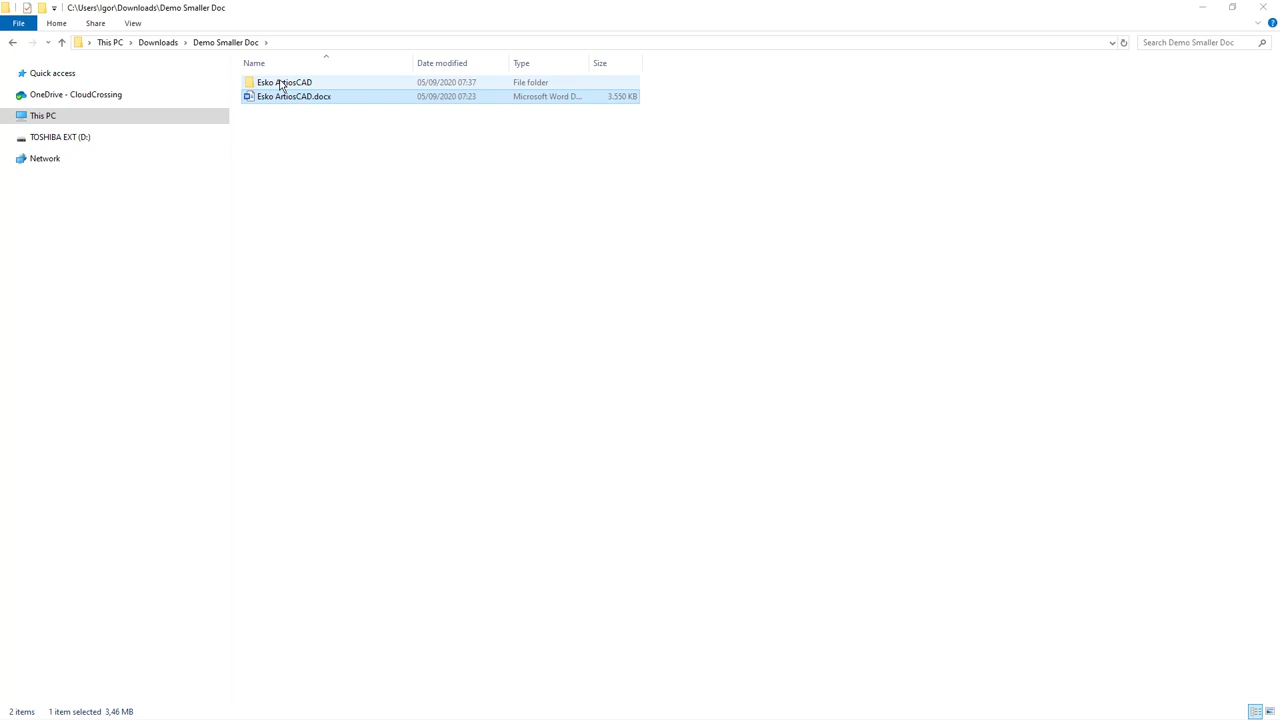 C:\Users\Igor\Downloads\Demo Smaller Doc
File Home Share View
This PC Downloads Demo Smaller Doc
Search Demo Smaller Doc
Name Date modified Type Size
Quick access
OneDrive - CloudCrossing
This PC
TOSHIBA EXT (D:)
Network
Esko ArtiosCAD 05/09/2020 07:37 File folder
Esko ArtiosCAD.docx 05/09/2020 07:23 Microsoft Word D... 3.550 KB
2 items 1 item selected 3,46 MB